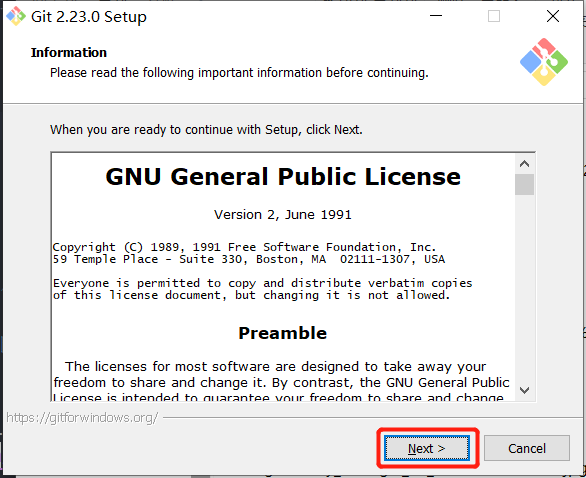 Git 2.23.0 Setup
Information
Please read the following important information before continuing.
When you are ready to continue with Setup, click Next.
GNU General Public License
Version 2, June 1991
Copyright (C) 1989, 1991 Free Software Foundation, Inc.
59 Temple Place - Suite 330, Boston, MA  02111-1307, USA
Everyone is permitted to copy and distribute verbatim copies
of this license document, but changing it is not allowed.
Preamble
The licenses for most software are designed to take away your
freedom to share and change it. By contrast, the GNU General Public
License is intended to guarantee your freedom to share and change
https://gitforwindows.org/
Next >
Cancel